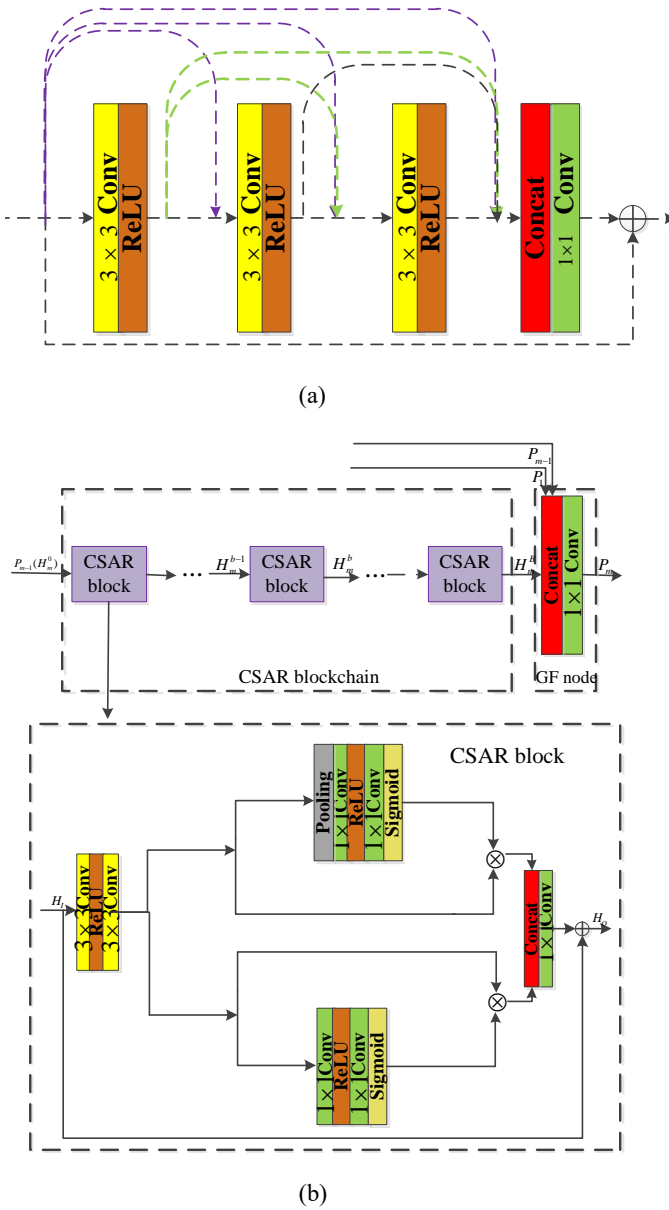 3 × 3 Conv
ReLU
3 × 3 Conv
ReLU
3 × 3 Conv
ReLU
Concat
1×1 Conv
(a)
P_{m-1}
P_{m-1}(H_m^0)
CSAR
block
...
H_m^{b-1}
CSAR
block
H_m^b
...
CSAR
block
H_m^B
Concat
1×1 Conv
P_m
CSAR blockchain
GF node
CSAR block
Pooling
1×1Conv
ReLU
1×1Conv
Sigmoid
3×3Conv
ReLU
3×3Conv
Concat
1×1Conv
H_o
1×1Conv
ReLU
1×1Conv
Sigmoid
(b)